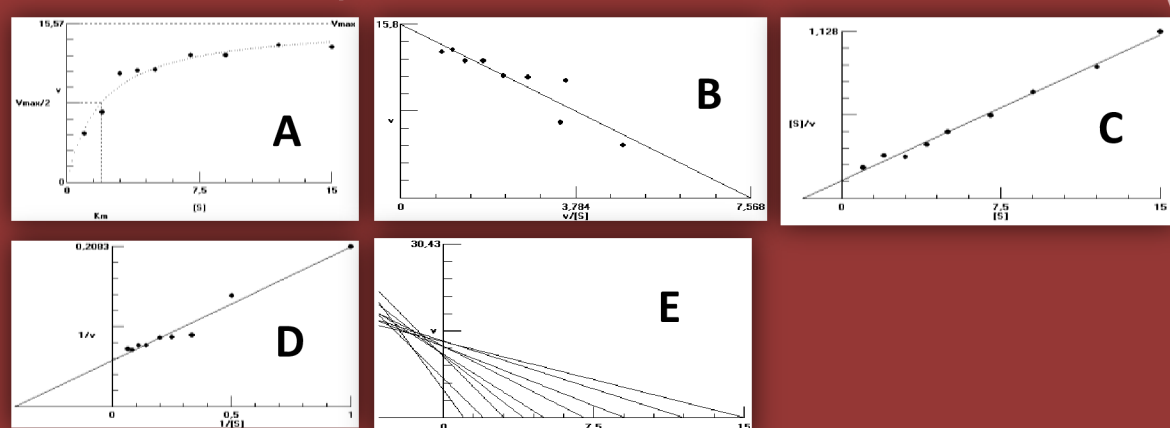 15,57
Vmax
Vmax/2
v
A
0
0
7,5
15
[S]
Km
15,8
v
B
0
3,784
7,568
v/[S]
1,128
[S]/v
C
0
7,5
15
[S]
0,2083
1/v
D
0
0,5
1
1/[S]
30,43
v
E
0
7,5
15